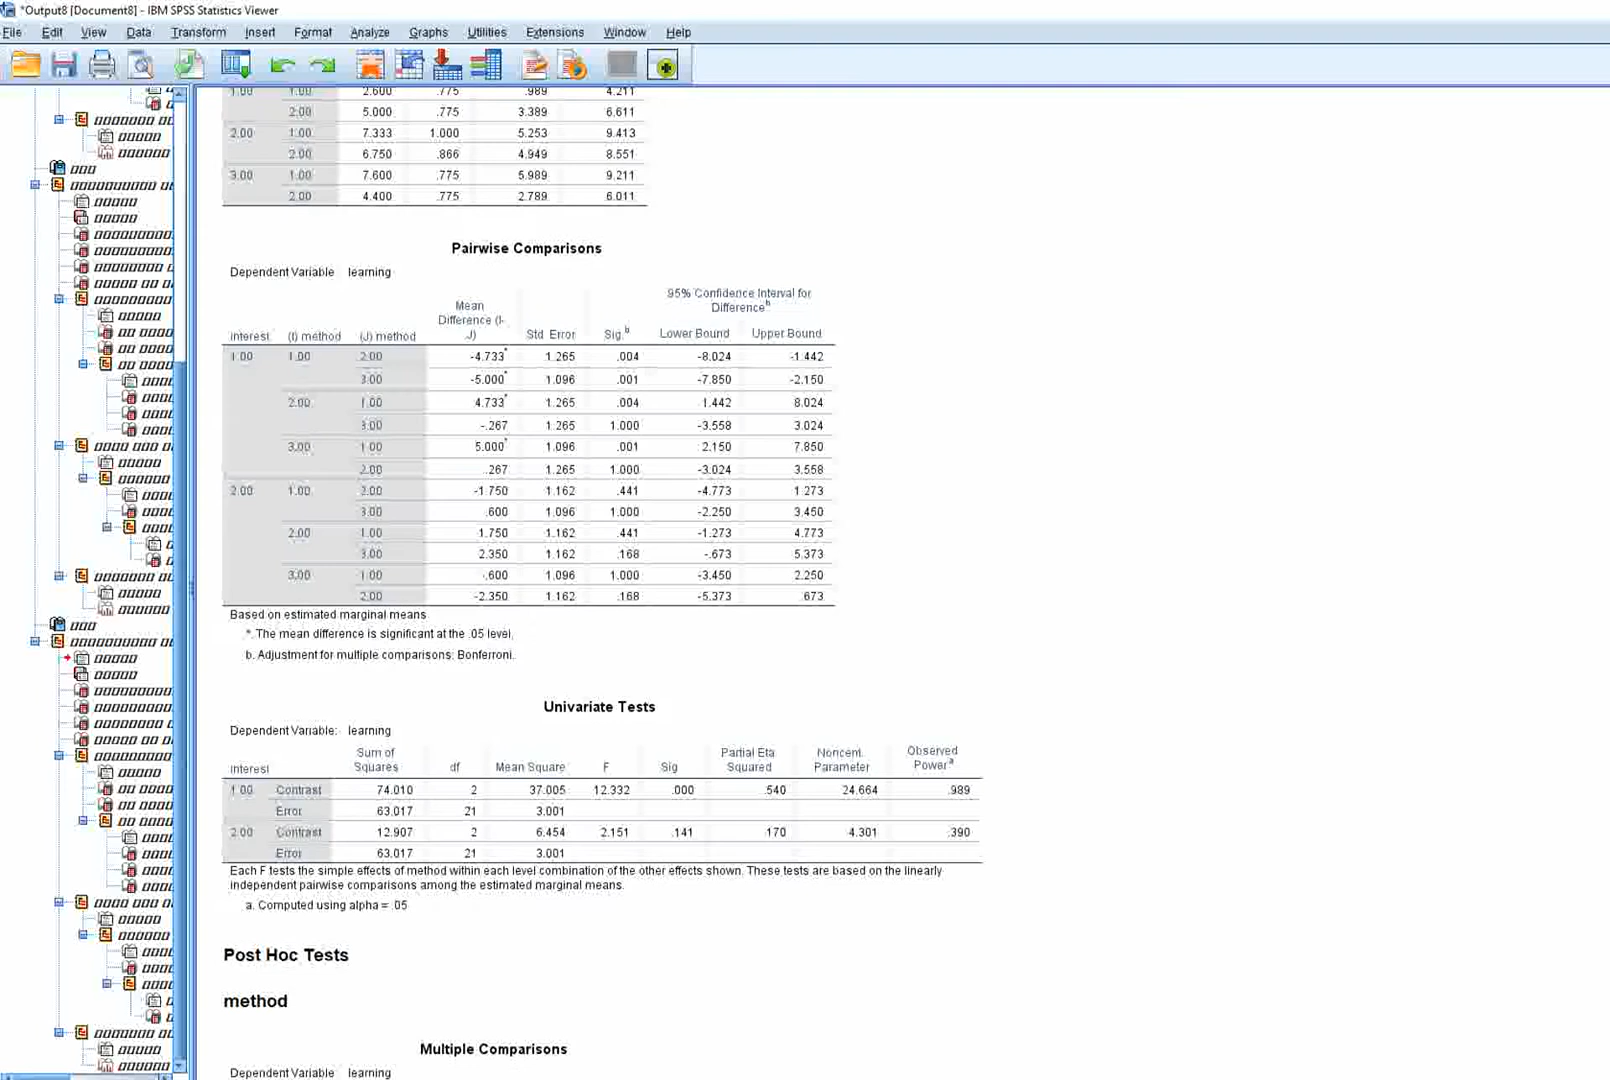 *Output8 [Document8] - IBM SPSS Statistics Viewer
File Edit View Data Transform Insert Format Analyze Graphs Utilities Extensions Window Help
1.00 1.00 2.600 .775 .989 4.211
2.00 5.000 .775 3.389 6.611
2.00 1.00 7.333 1.000 5.253 9.413
2.00 6.750 .866 4.949 8.551
3.00 1.00 7.600 .775 5.989 9.211
2.00 4.400 .775 2.789 6.011
Pairwise Comparisons
Dependent Variable learning
95% Confidence Interval for
Difference b
Mean
Difference (I-
J)
interest (I) method (J) method Std. Error Sig. b Lower Bound Upper Bound
1.00 1.00 2.00 -4.733* 1.265 .004 -8.024 -1.442
3.00 -5.000* 1.096 .001 -7.850 -2.150
2.00 1.00 4.733* 1.265 .004 1.442 8.024
3.00 -.267 1.265 1.000 -3.558 3.024
3.00 1.00 5.000* 1.096 .001 2.150 7.850
2.00 .267 1.265 1.000 -3.024 3.558
2.00 1.00 2.00 -1.750 1.162 .441 -4.773 1.273
3.00 .600 1.096 1.000 -2.250 3.450
2.00 1.00 1.750 1.162 .441 -1.273 4.773
3.00 2.350 1.162 .168 -.673 5.373
3.00 1.00 -.600 1.096 1.000 -3.450 2.250
2.00 -2.350 1.162 .168 -5.373 .673
Based on estimated marginal means
*. The mean difference is significant at the .05 level.
b. Adjustment for multiple comparisons: Bonferroni.
Univariate Tests
Dependent Variable: learning
interest Sum of Squares df Mean Square F Sig. Partial Eta Squared Noncent. Parameter Observed Power a
1.00 Contrast 74.010 2 37.005 12.332 .000 .540 24.664 .989
Error 63.017 21 3.001
2.00 Contrast 12.907 2 6.454 2.151 .141 .170 4.301 .390
Error 63.017 21 3.001
Each F tests the simple effects of method within each level combination of the other effects shown. These tests are based on the linearly
independent pairwise comparisons among the estimated marginal means.
a. Computed using alpha = .05
Post Hoc Tests
method
Multiple Comparisons
Dependent Variable: learning